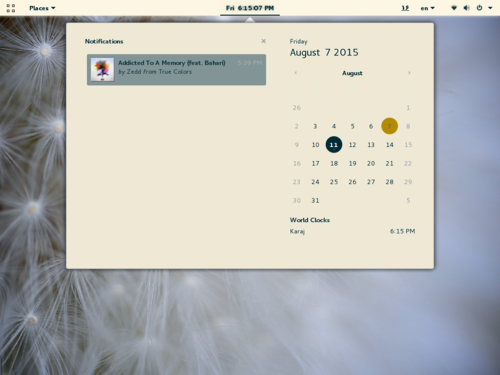 Places
Fri 6:15:07 PM
en
Notifications
Addicted To A Memory (feat. Bahari)
5:56 PM
by Zedd from True Colors
Friday
August 7 2015
August
26 1
2 3 4 5 6 7 8
9 10 11 12 13 14 15
16 17 18 19 20 21 22
23 24 25 26 27 28 29
30 31 5
World Clocks
Karaj 6:15 PM